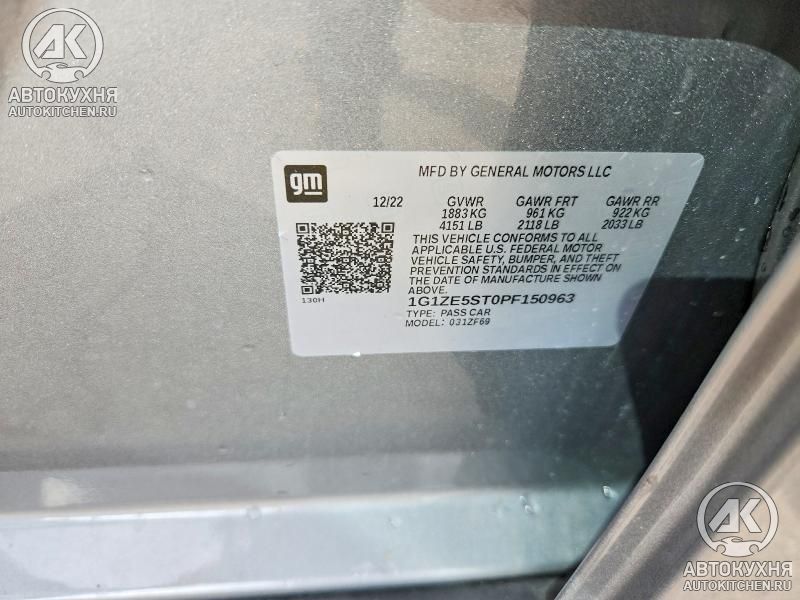 AK
АВТОКУХНЯ
AUTOKITCHEN.RU
gm
MFD BY GENERAL MOTORS LLC
12/22 GVWR GAWR FRT GAWR RR
1883 KG 961 KG 922 KG
4151 LB 2118 LB 2033 LB
THIS VEHICLE CONFORMS TO ALL
APPLICABLE U.S. FEDERAL MOTOR
VEHICLE SAFETY, BUMPER, AND THEFT
PREVENTION STANDARDS IN EFFECT ON
THE DATE OF MANUFACTURE SHOWN
ABOVE.
130H
1G1ZE5ST0PF150963
TYPE: PASS CAR
MODEL: 031ZF69
AK
АВТОКУХНЯ
AUTOKITCHEN.RU